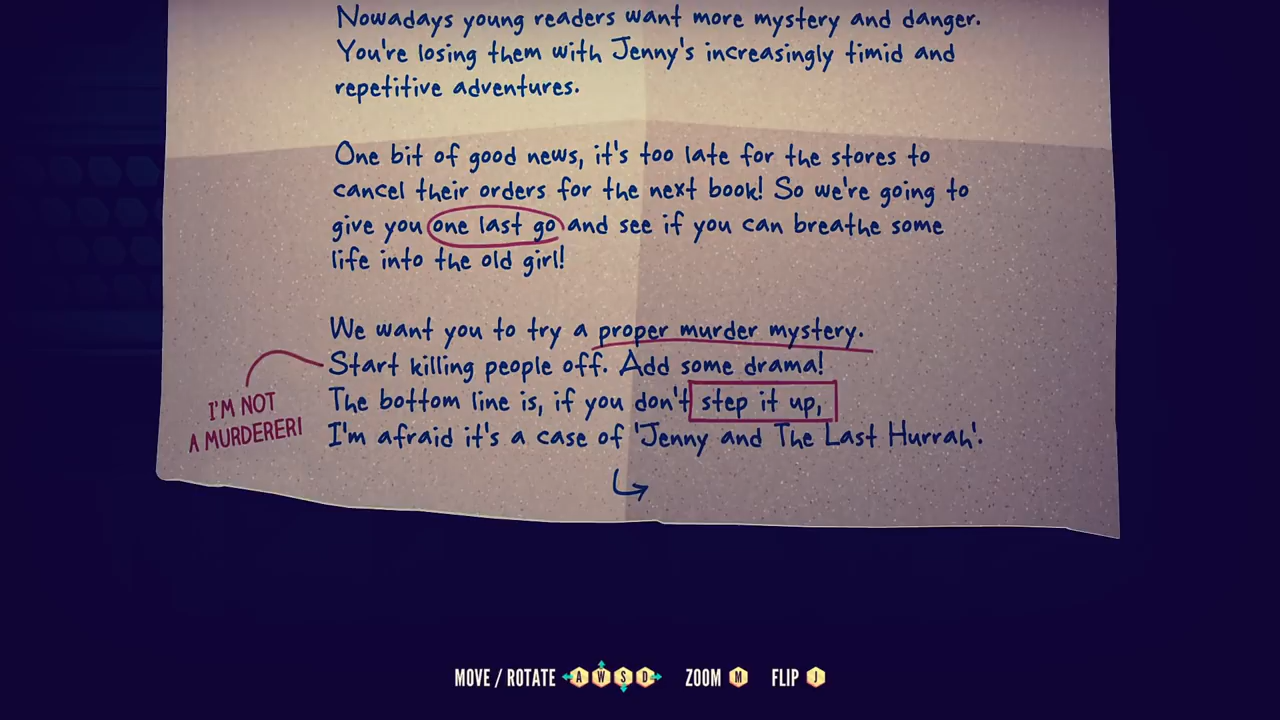 Nowadays young readers want more mystery and danger.
You're losing them with Jenny's increasingly timid and
repetitive adventures.
One bit of good news, it's too late for the stores to
cancel their orders for the next book! So we're going to
give you one last go and see if you can breathe some
life into the old girl!
We want you to try a proper murder mystery.
Start killing people off. Add some drama!
The bottom line is, if you don't step it up,
I'm afraid it's a case of 'Jenny and The Last Hurrah'.
I'M NOT
A MURDERER!
MOVE / ROTATE A W S D ZOOM M FLIP J